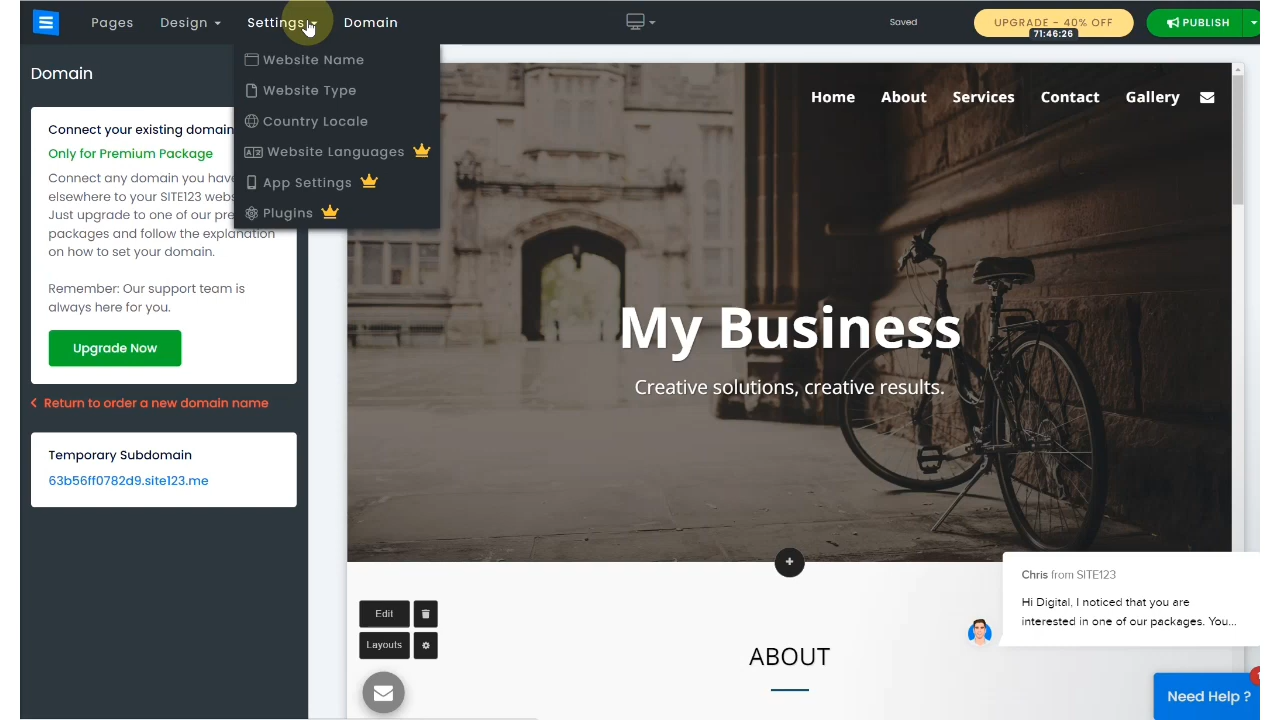 Pages
Design
Settings
Domain
Saved
UPGRADE - 40% OFF
71:46:26
PUBLISH
Website Name
Website Type
Country Locale
Website Languages
App Settings
Plugins
Domain
Connect your existing domain
Only for Premium Package
Connect any domain you have
elsewhere to your SITE123
Just upgrade to one of our
packages and follow the explanation
on how to set your domain.
Remember: Our support team is
always here for you.
Upgrade Now
Return to order a new domain name
Temporary Subdomain
63b56ff0782d9.site123.me
Home
About
Services
Contact
Gallery
My Business
Creative solutions, creative results.
+
Edit
Layouts
ABOUT
Chris from SITE123
Hi Digital, I noticed that you are
interested in one of our packages. You...
Need Help ?